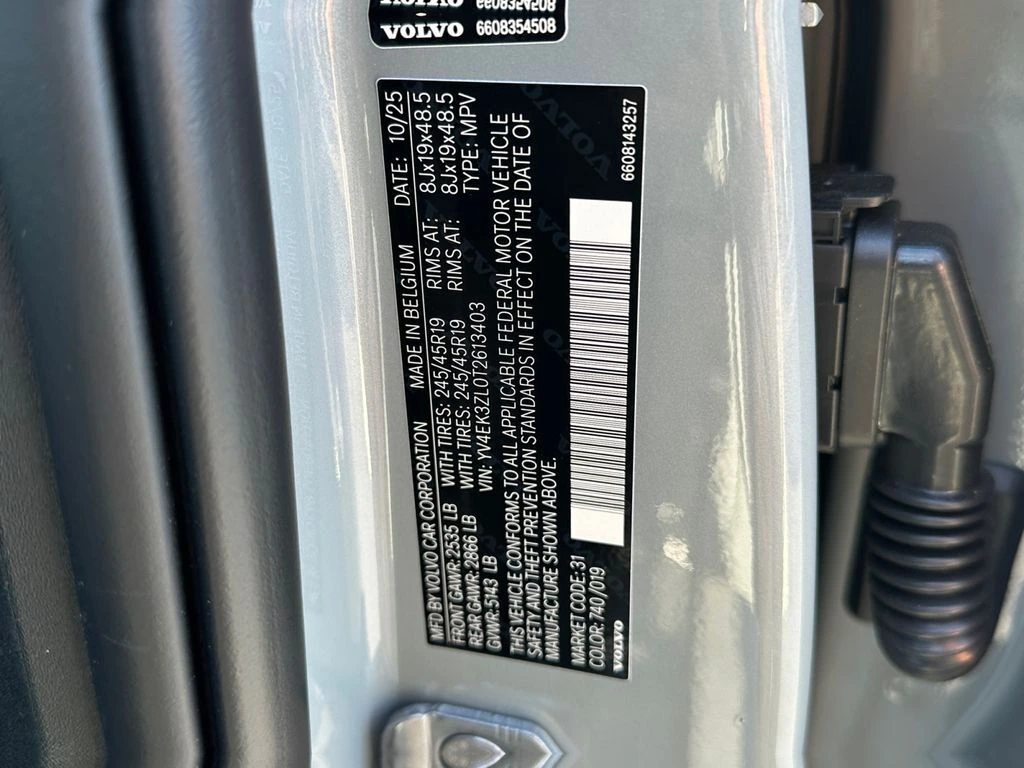 VOLVO 6608354508
MFD BY VOLVO CAR CORPORATION MADE IN BELGIUM DATE: 10/25
FRONT GAWR: 2535 LB WITH TIRES: 245/45R19 RIMS AT: 8Jx19x48.5
REAR GAWR: 2866 LB WITH TIRES: 245/45R19 RIMS AT: 8Jx19x48.5
GVWR: 5143 LB VIN: YV4EK3ZL0T2613403 TYPE: MPV
THIS VEHICLE CONFORMS TO ALL APPLICABLE FEDERAL MOTOR VEHICLE
SAFETY AND THEFT PREVENTION STANDARDS IN EFFECT ON THE DATE OF
MANUFACTURE SHOWN ABOVE.
MARKET CODE: 31
COLOR: 740/019
VOLVO 6608143257